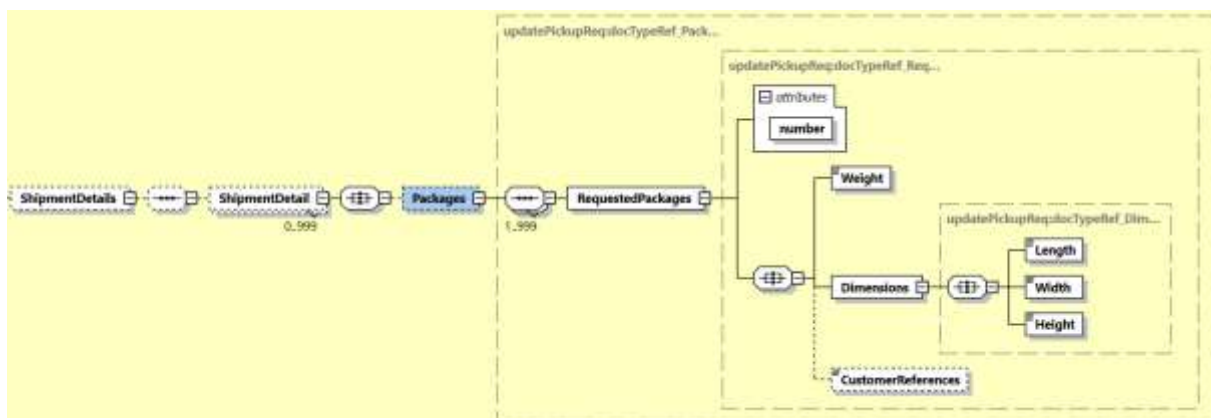 updatePickupReq:docTypeRef_Pack...
updatePickupReq:docTypeRef_Req...
attributes
number
ShipmentDetails
ShipmentDetail
0..999
Packages
1..999
RequestedPackages
Weight
updatePickupReq:docTypeRef_Dim...
Length
Dimensions
Width
Height
CustomerReferences